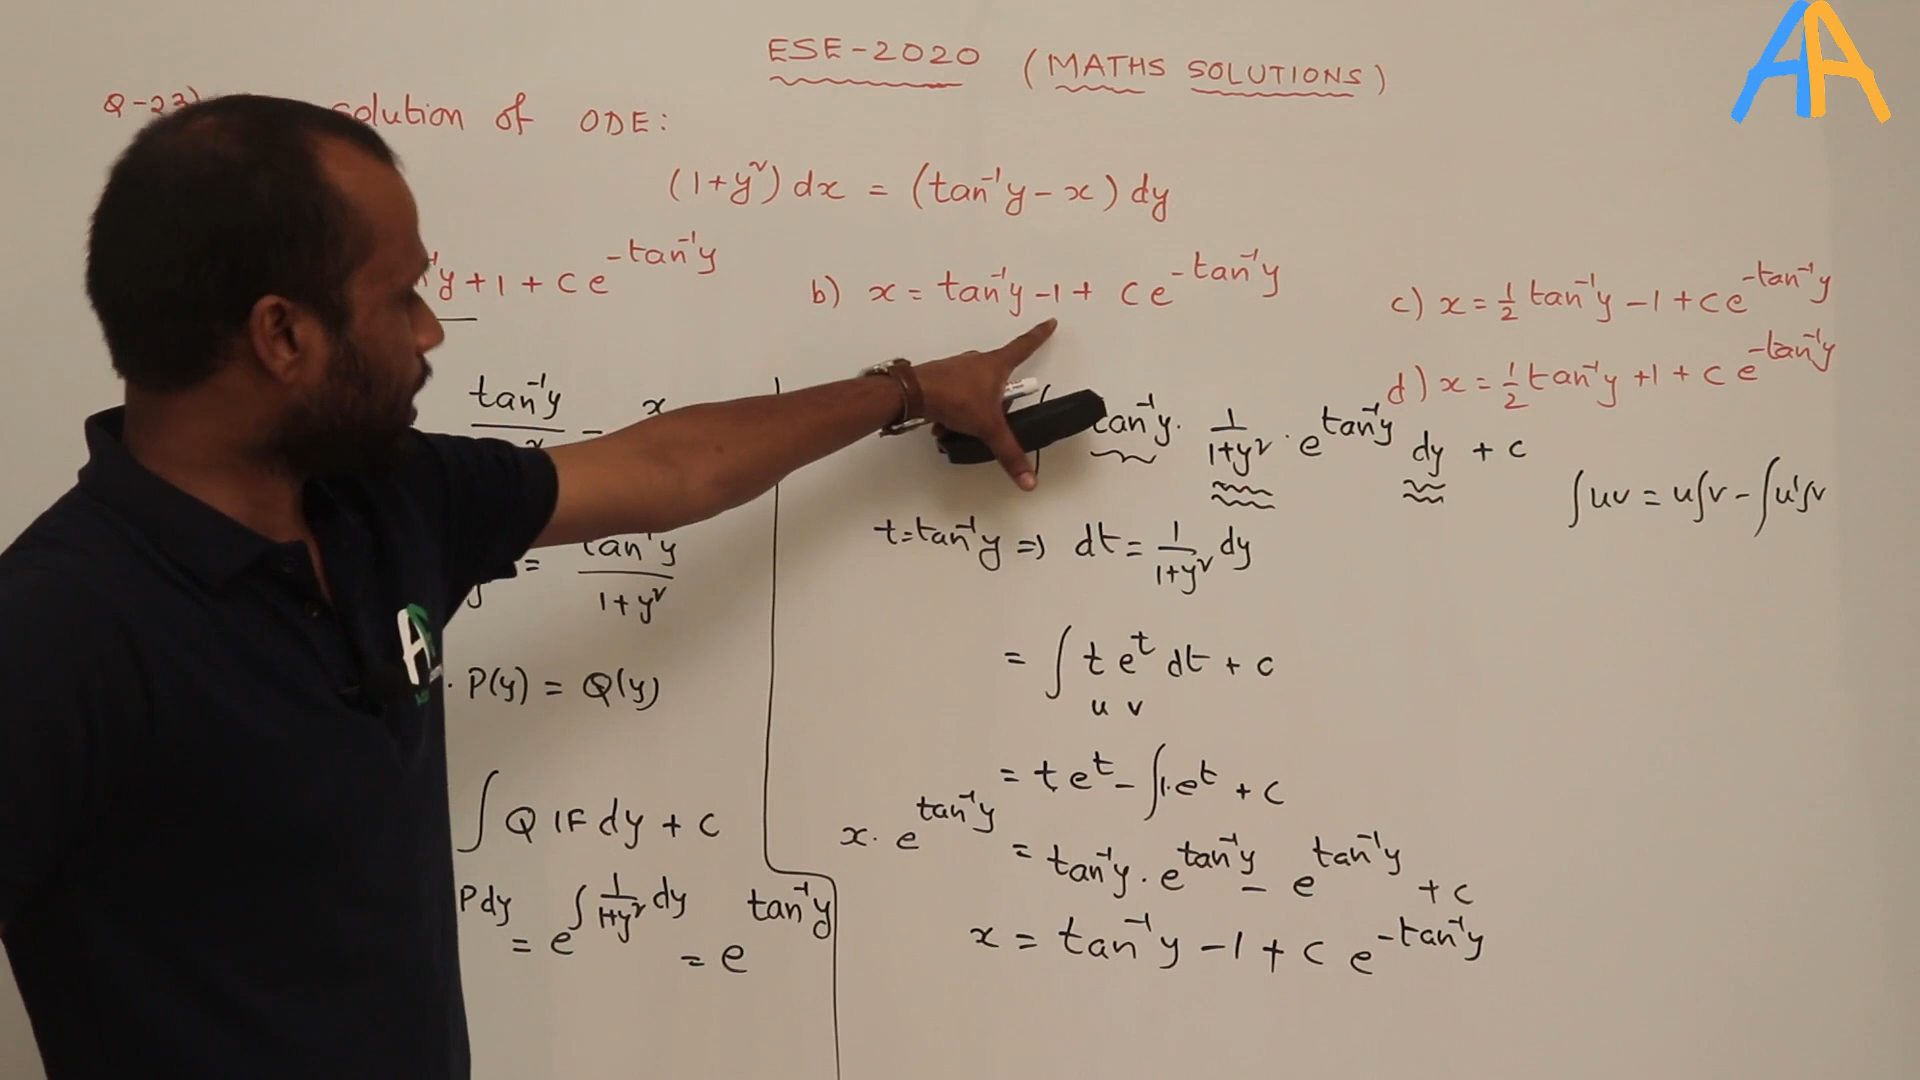 ESE-2020 (MATHS SOLUTIONS)
Q-23) solution of ODE:
(1+y²) dx = (tan⁻¹y - x) dy
⁻¹y + 1 + c e^(-tan⁻¹y)
b) x = tan⁻¹y - 1 + c e^(-tan⁻¹y)
c) x = 1/2 tan⁻¹y - 1 + c e^(-tan⁻¹y)
d) x = 1/2 tan⁻¹y + 1 + c e^(-tan⁻¹y)
tan⁻¹y - x
= tan⁻¹y / 1+y²
. P(y) = Q(y)
∫ Q IF dy + c
Pdy = e^(∫ 1/1+y² dy) = e^(tan⁻¹y)
∫ tan⁻¹y . 1/1+y² . e^(tan⁻¹y) dy + c
∫uv = u∫v - ∫u'∫v
t = tan⁻¹y ⇒ dt = 1/1+y² dy
= ∫ t e^t dt + c
u v
= t e^t - ∫1.e^t + c
x. e^(tan⁻¹y) = tan⁻¹y . e^(tan⁻¹y) - e^(tan⁻¹y) + c
x = tan⁻¹y - 1 + c e^(-tan⁻¹y)